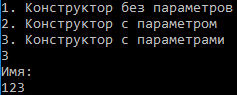 1. Конструктор без параметров
2. Конструктор с параметром
3. Конструктор с параметрами
3
Имя:
123